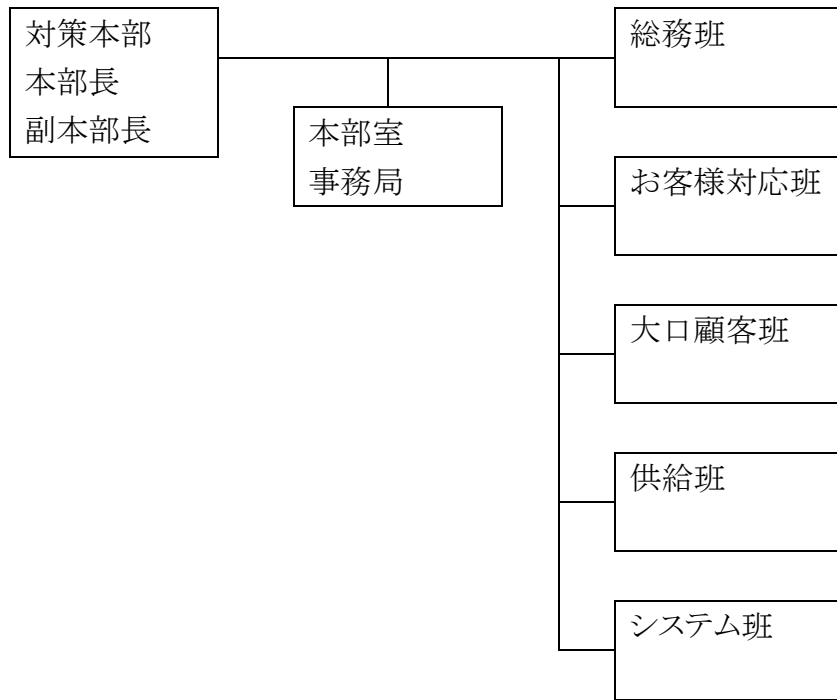 対策本部
本部長
副本部長
本部室
事務局
総務班
お客様対応班
大口顧客班
供給班
システム班